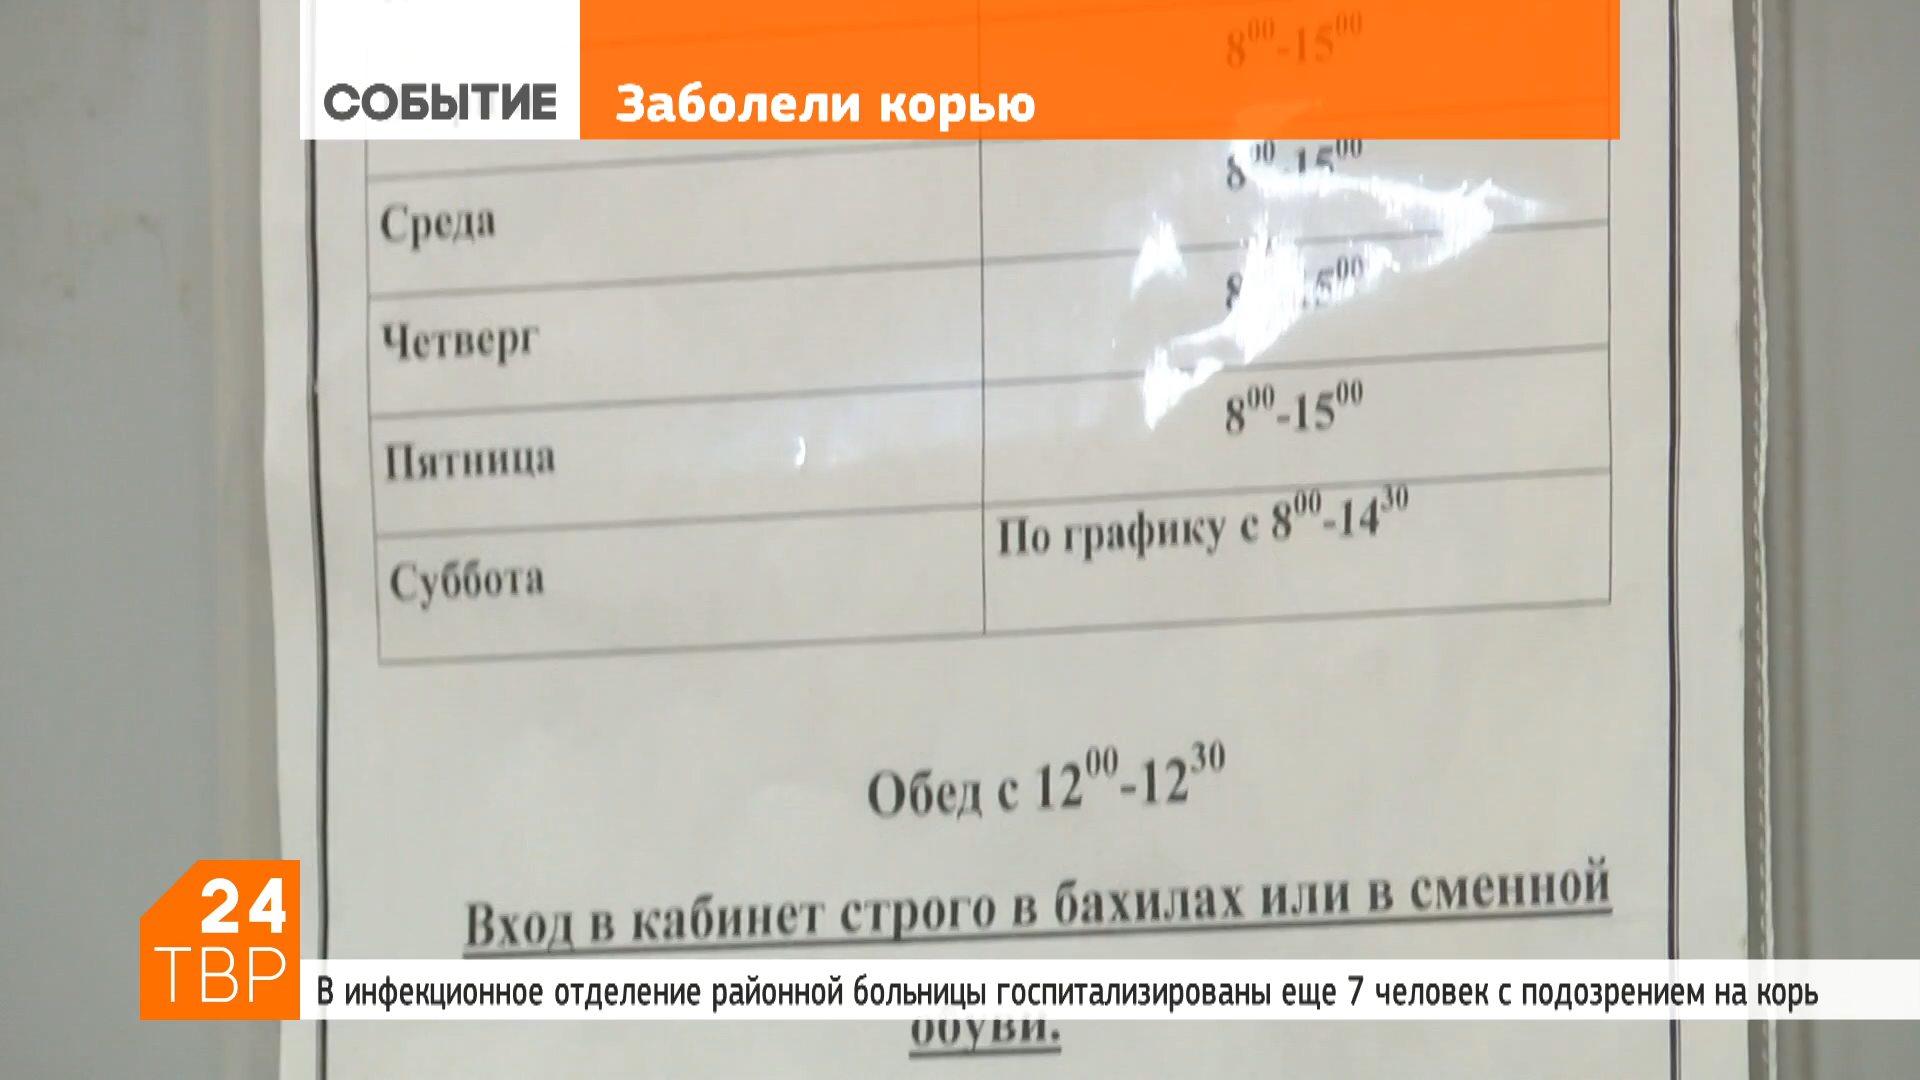 СОБЫТИЕ Заболели корью
8⁰⁰-15⁰⁰
Среда 8⁰⁰-15⁰⁰
Четверг
Пятница 8⁰⁰-15⁰⁰
Суббота По графику с 8⁰⁰-14³⁰
Обед с 12⁰⁰-12³⁰
Вход в кабинет строго в бахилах или в сменной
обуви.
24
ТВР
В инфекционное отделение районной больницы госпитализированы еще 7 человек с подозрением на корь